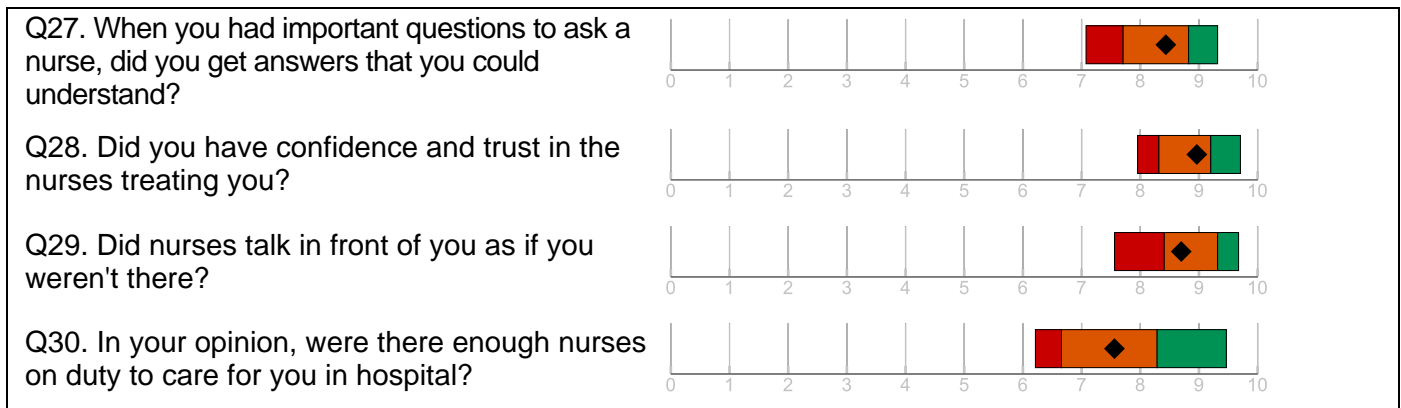 Q27. When you had important questions to ask a
nurse, did you get answers that you could
understand?
0 1 2 3 4 5 6 7 8 9 10
Q28. Did you have confidence and trust in the
nurses treating you?
0 1 2 3 4 5 6 7 8 9 10
Q29. Did nurses talk in front of you as if you
weren't there?
0 1 2 3 4 5 6 7 8 9 10
Q30. In your opinion, were there enough nurses
on duty to care for you in hospital?
0 1 2 3 4 5 6 7 8 9 10